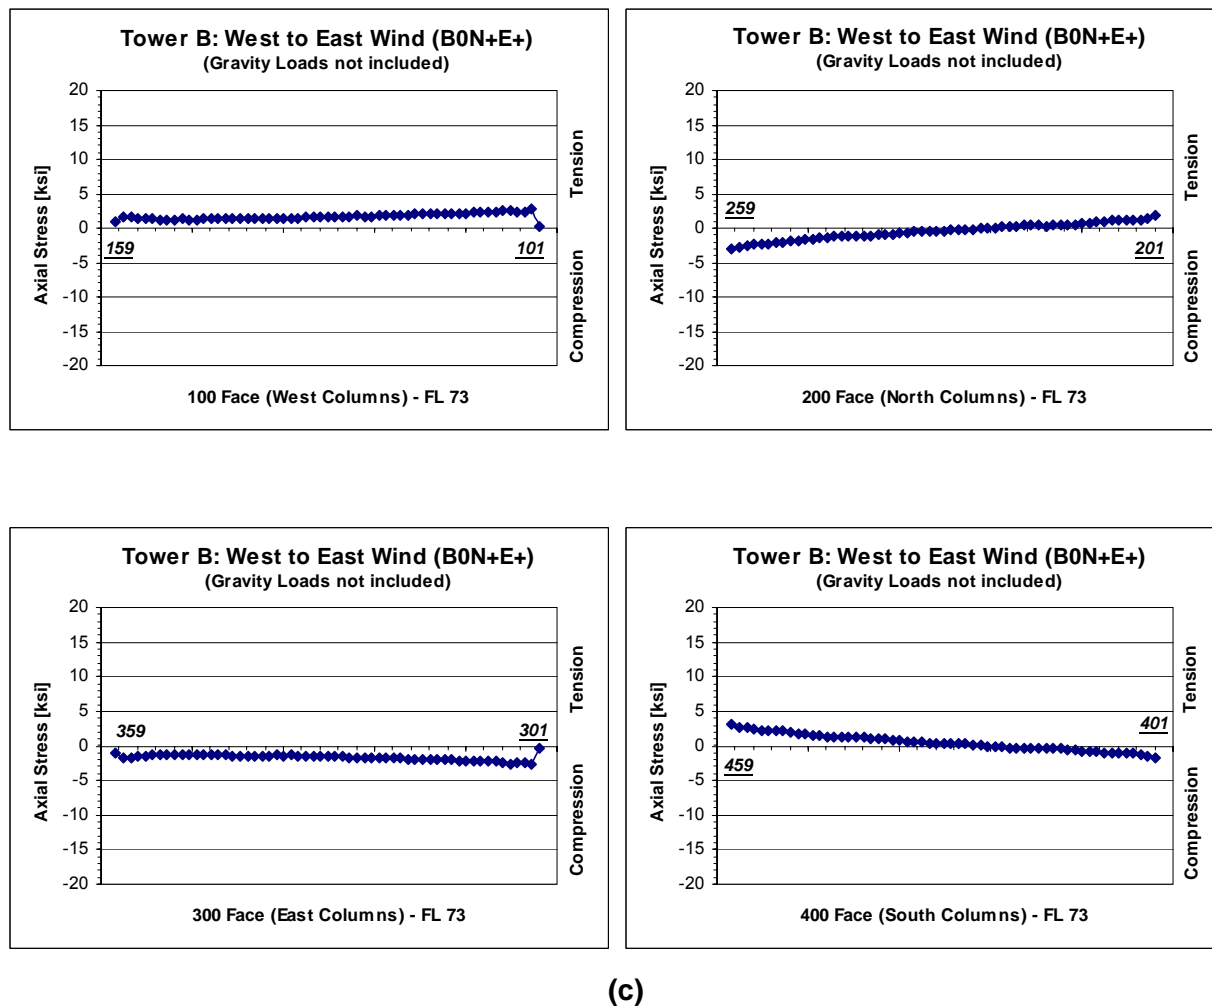 Tower B: West to East Wind (B0N+E+)
(Gravity Loads not included)
20
15
10
5
0
-5
-10
-15
-20
Axial Stress [ksi]
Tension
Compression
159
101
100 Face (West Columns) - FL 73
Tower B: West to East Wind (B0N+E+)
(Gravity Loads not included)
20
15
10
5
0
-5
-10
-15
-20
Axial Stress [ksi]
Tension
Compression
259
201
200 Face (North Columns) - FL 73
Tower B: West to East Wind (B0N+E+)
(Gravity Loads not included)
20
15
10
5
0
-5
-10
-15
-20
Axial Stress [ksi]
Tension
Compression
359
301
300 Face (East Columns) - FL 73
Tower B: West to East Wind (B0N+E+)
(Gravity Loads not included)
20
15
10
5
0
-5
-10
-15
-20
Axial Stress [ksi]
Tension
Compression
459
401
400 Face (South Columns) - FL 73
(c)